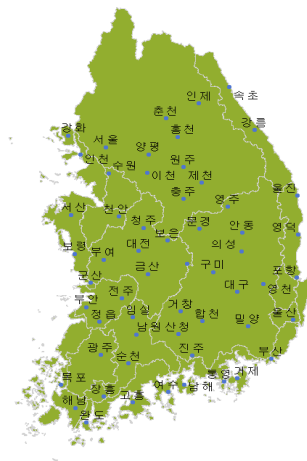 인제
속초
춘천
강릉
홍천
강화
서울
양평
인천
수원
원주
이천
제천
울진
충주
영주
서산
천안
청주
문경
안동
영덕
보은
대전
의성
보령
부여
금산
구미
포항
군산
대구
영천
전주
부안
거창
임실
정읍
합천
밀양
울산
남원
산청
광주
순천
진주
부산
목포
통영
거제
장흥
여수
남해
해남
고흥
완도